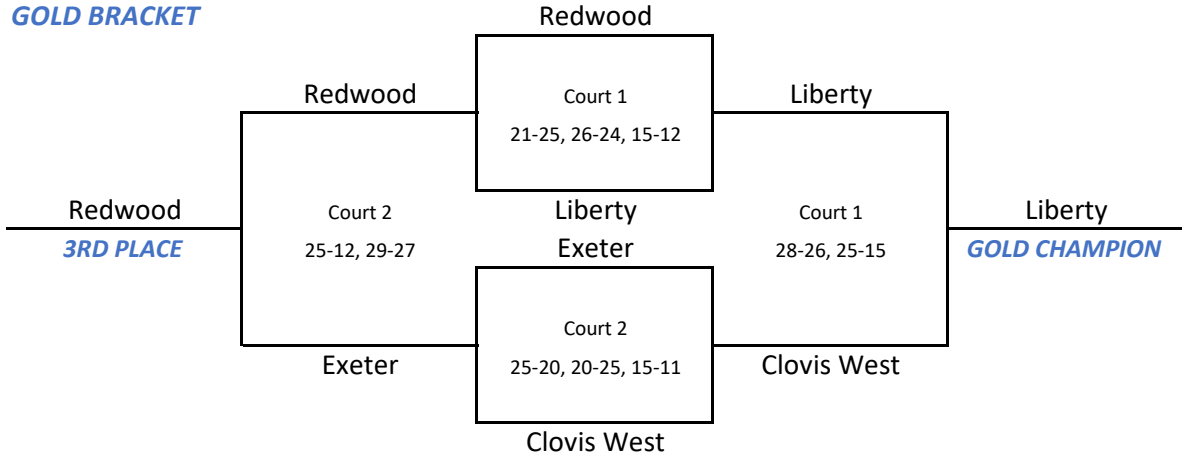 GOLD BRACKET
Redwood
Redwood
Court 1
Liberty
21-25, 26-24, 15-12
Redwood
Court 2
Liberty
Court 1
Liberty
3RD PLACE
25-12, 29-27
Exeter
28-26, 25-15
GOLD CHAMPION
Court 2
Exeter
25-20, 20-25, 15-11
Clovis West
Clovis West